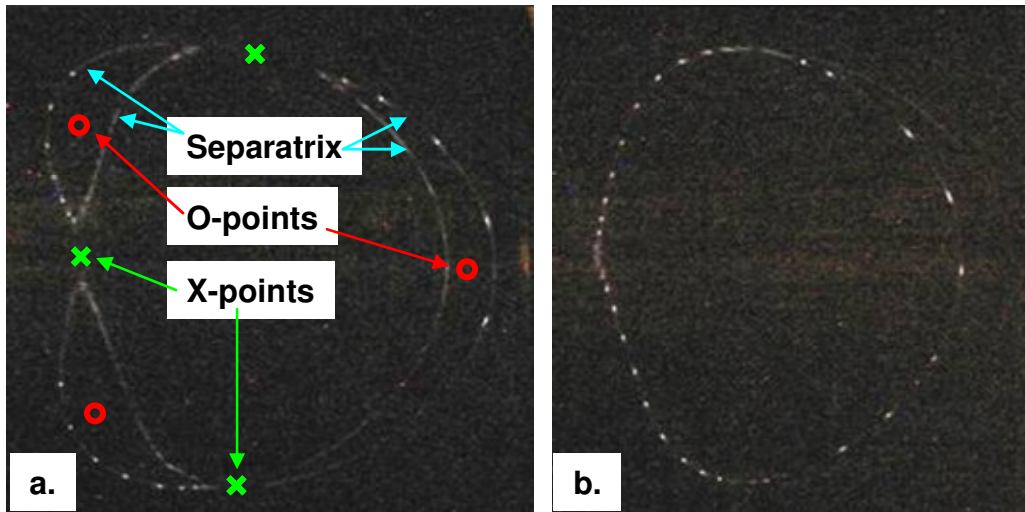 Separatrix
O-points
X-points
a.
b.